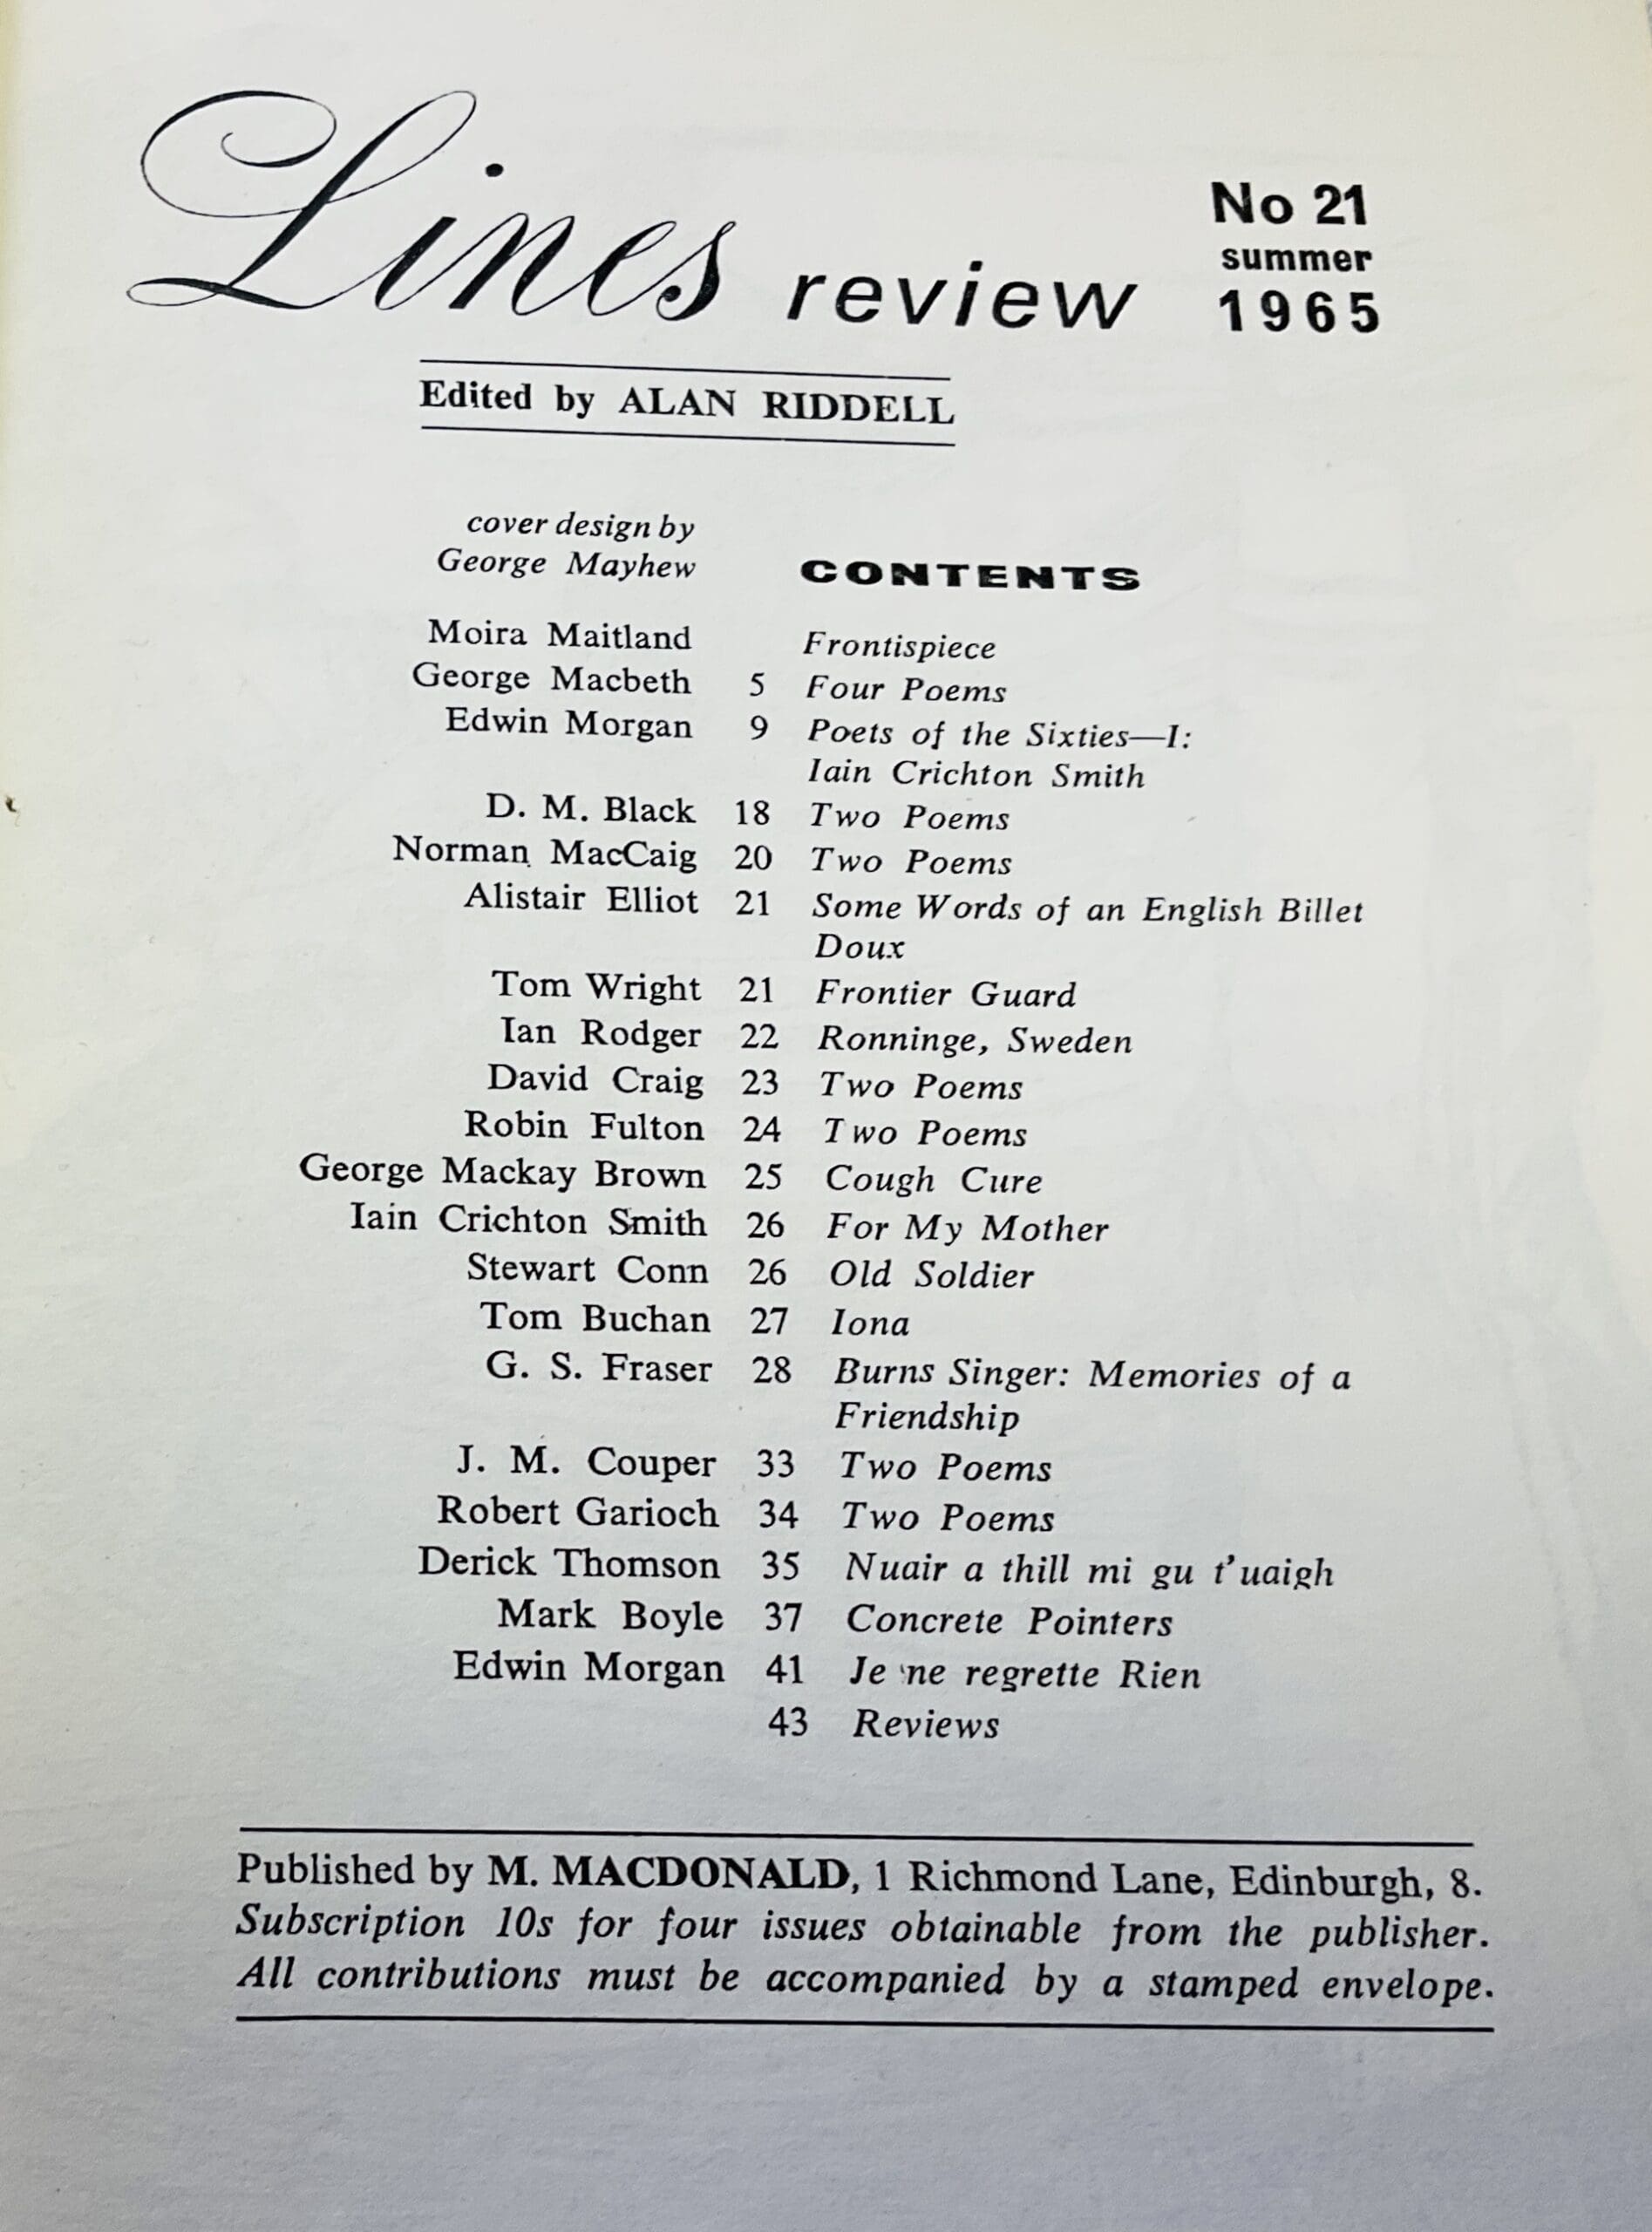 Lines review
No 21
summer
1965
Edited by ALAN RIDDELL
cover design by
George Mayhew
CONTENTS
Moira Maitland Frontispiece
George Macbeth 5 Four Poems
Edwin Morgan 9 Poets of the Sixties—I:
Iain Crichton Smith
D. M. Black 18 Two Poems
Norman MacCaig 20 Two Poems
Alistair Elliot 21 Some Words of an English Billet
Doux
Tom Wright 21 Frontier Guard
Ian Rodger 22 Ronninge, Sweden
David Craig 23 Two Poems
Robin Fulton 24 Two Poems
George Mackay Brown 25 Cough Cure
Iain Crichton Smith 26 For My Mother
Stewart Conn 26 Old Soldier
Tom Buchan 27 Iona
G. S. Fraser 28 Burns Singer: Memories of a
Friendship
J. M. Couper 33 Two Poems
Robert Garioch 34 Two Poems
Derick Thomson 35 Nuair a thill mi gu t'uaigh
Mark Boyle 37 Concrete Pointers
Edwin Morgan 41 Je ne regrette Rien
43 Reviews
Published by M. MACDONALD, 1 Richmond Lane, Edinburgh, 8.
Subscription 10s for four issues obtainable from the publisher.
All contributions must be accompanied by a stamped envelope.